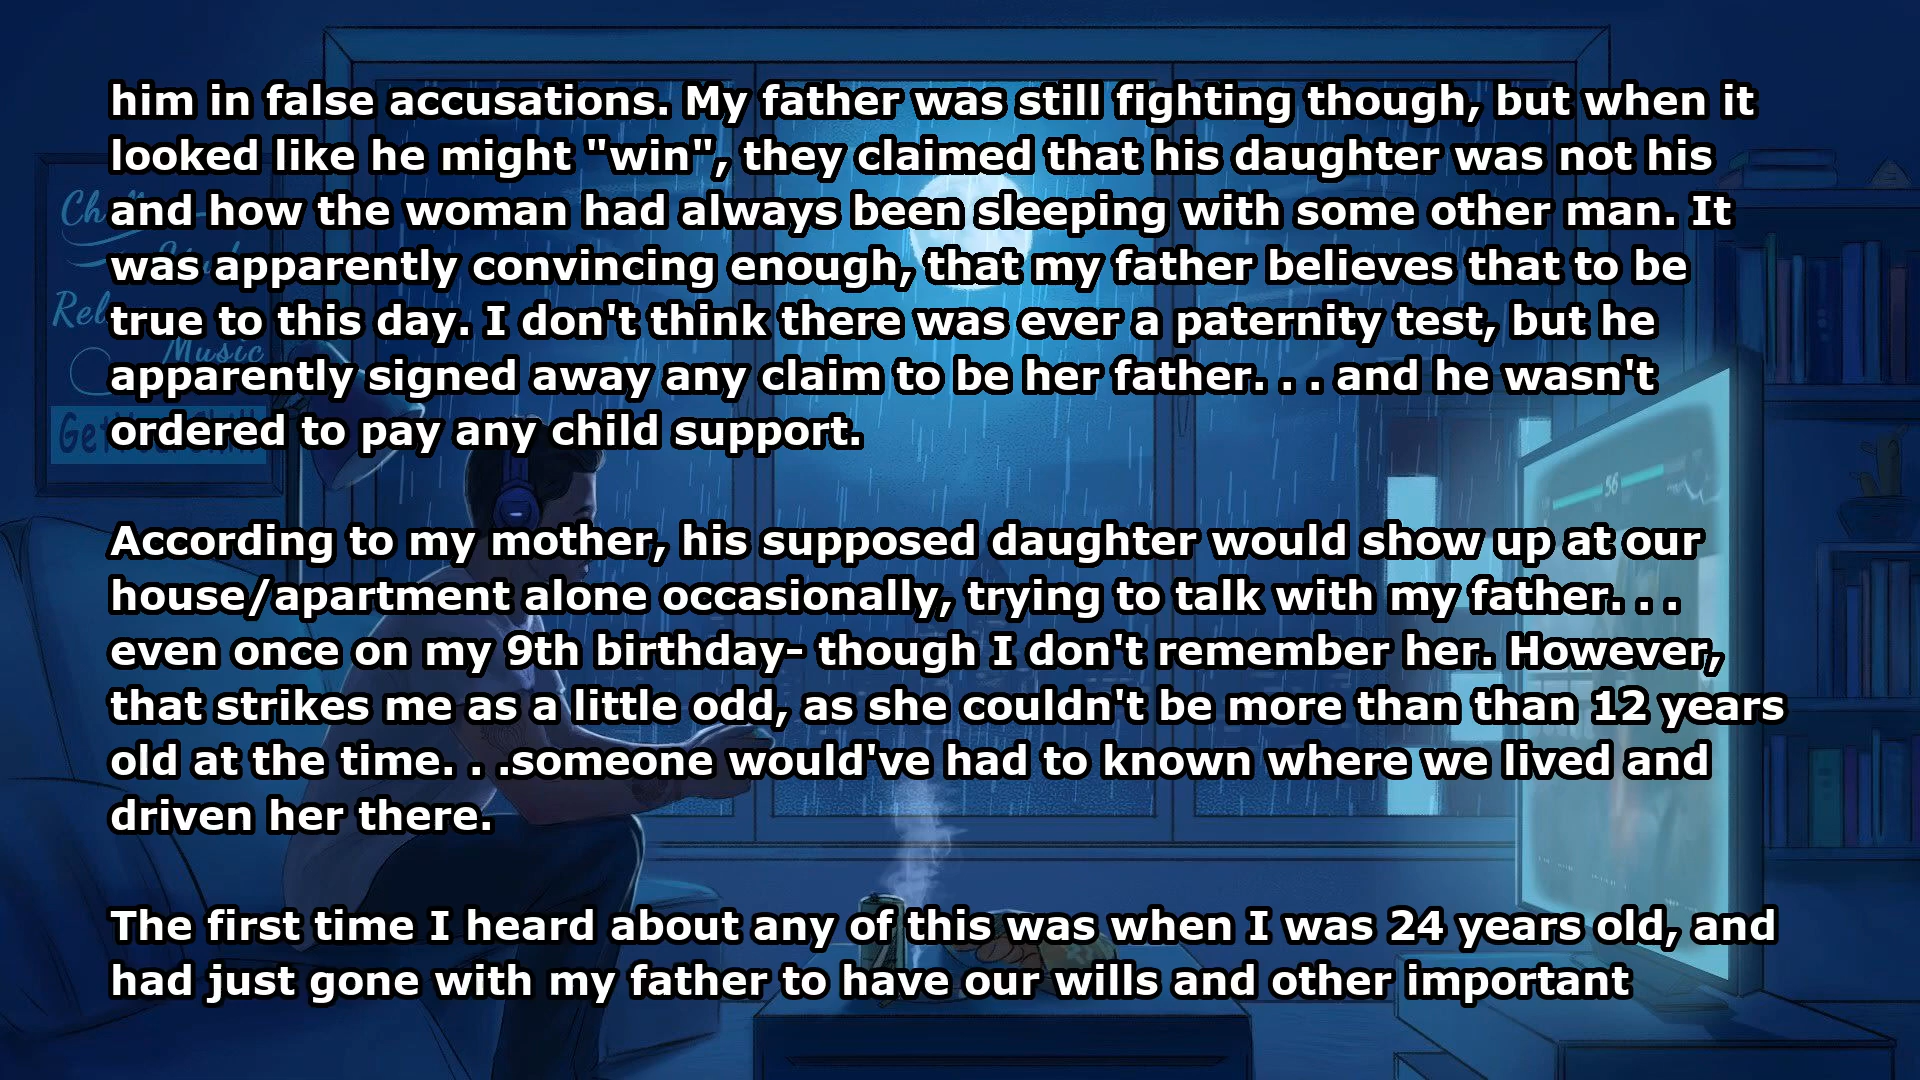 him in false accusations. My father was still fighting though, but when it
looked like he might "win", they claimed that his daughter was not his
and how the woman had always been sleeping with some other man. It
was apparently convincing enough, that my father believes that to be
true to this day. I don't think there was ever a paternity test, but he
apparently signed away any claim to be her father. . . and he wasn't
ordered to pay any child support.
According to my mother, his supposed daughter would show up at our
house/apartment alone occasionally, trying to talk with my father. . .
even once on my 9th birthday- though I don't remember her. However,
that strikes me as a little odd, as she couldn't be more than than 12 years
old at the time. . .someone would've had to known where we lived and
driven her there.
The first time I heard about any of this was when I was 24 years old, and
had just gone with my father to have our wills and other important
Music
56